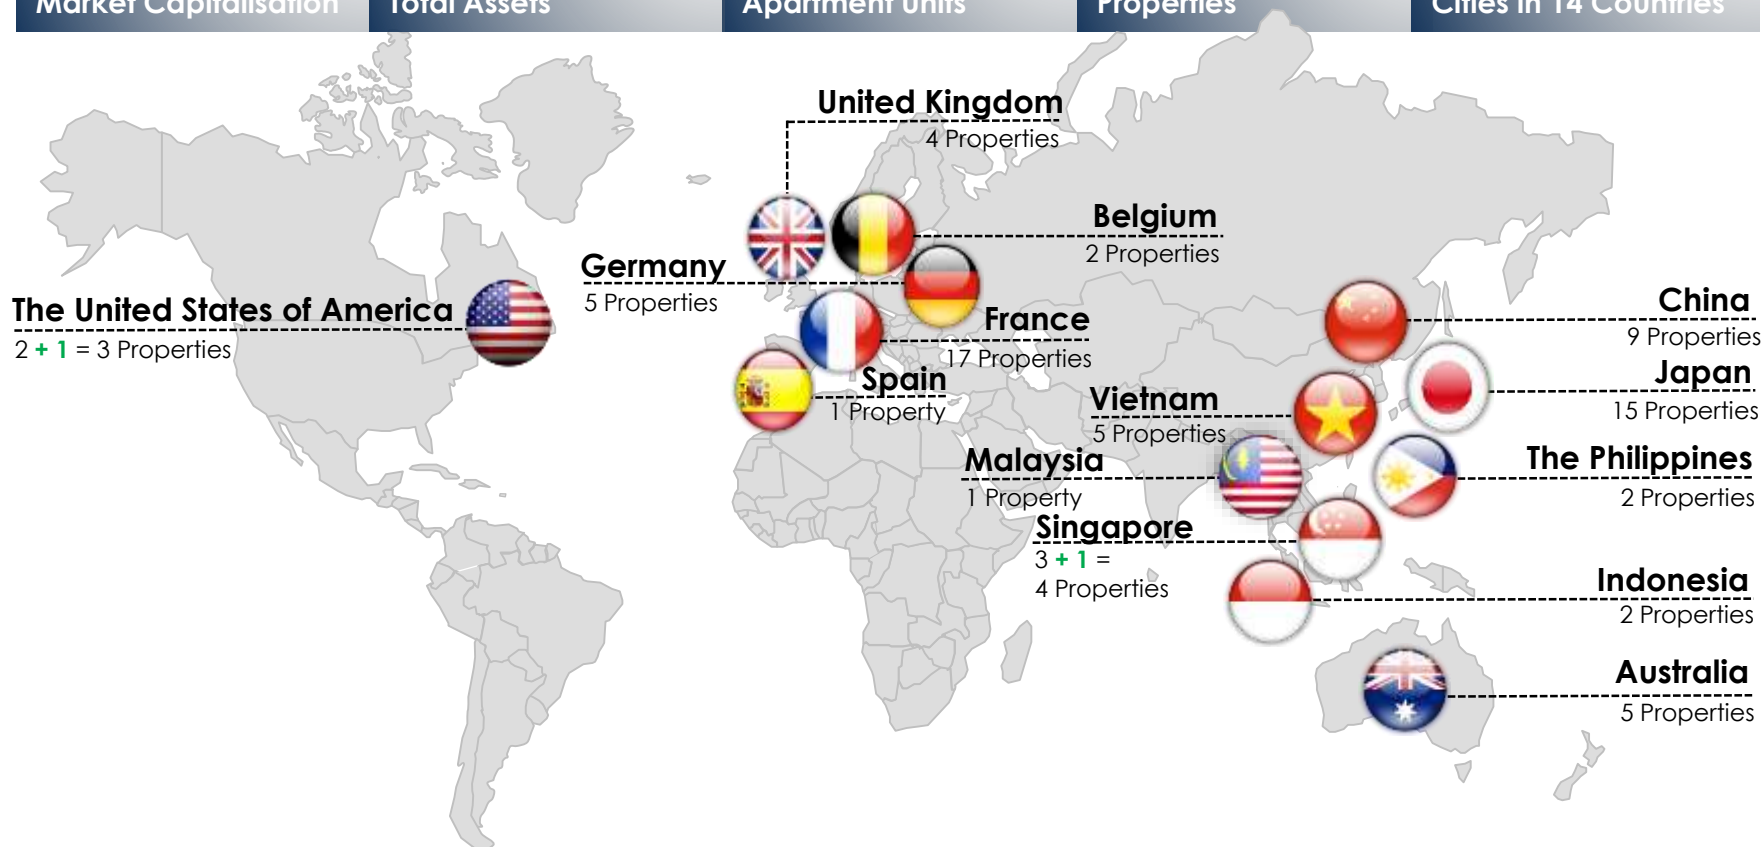 Market Capitalisation
Total Assets
Apartment Units
Properties
Cities in 14 Countries
United Kingdom
4 Properties
Belgium
2 Properties
Germany
5 Properties
The United States of America
2 + 1 = 3 Properties
France
17 Properties
Spain
1 Property
China
9 Properties
Japan
15 Properties
Vietnam
5 Properties
Malaysia
1 Property
The Philippines
2 Properties
Singapore
3 + 1 =
4 Properties
Indonesia
2 Properties
Australia
5 Properties